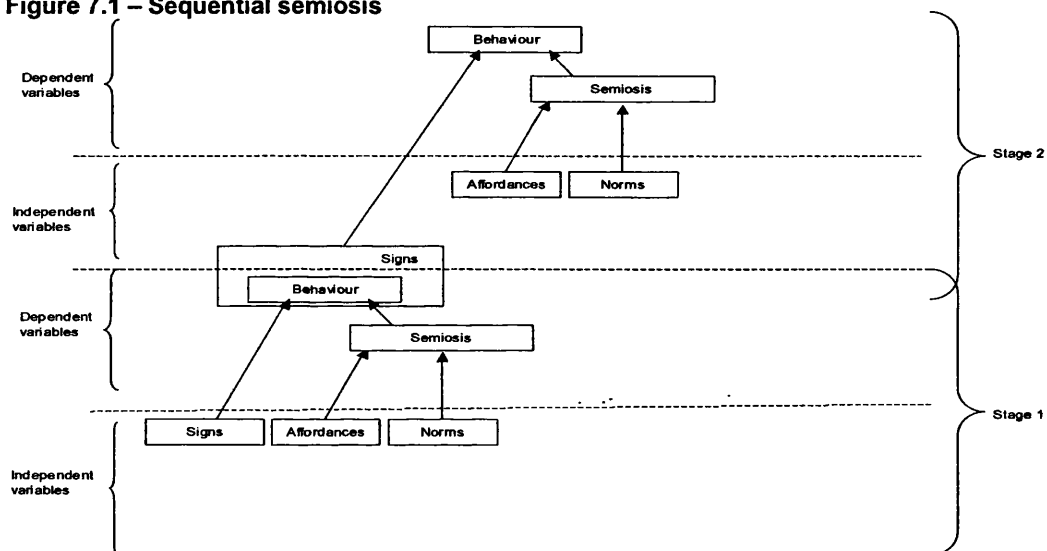 Figure 7.1 – Sequential semiosis
Behaviour
Dependent
variables
Semiosis
Stage 2
Affordances
Norms
Independent
variables
Signs
Behaviour
Dependent
variables
Semiosis
Stage 1
Signs
Affordances
Norms
Independent
variables